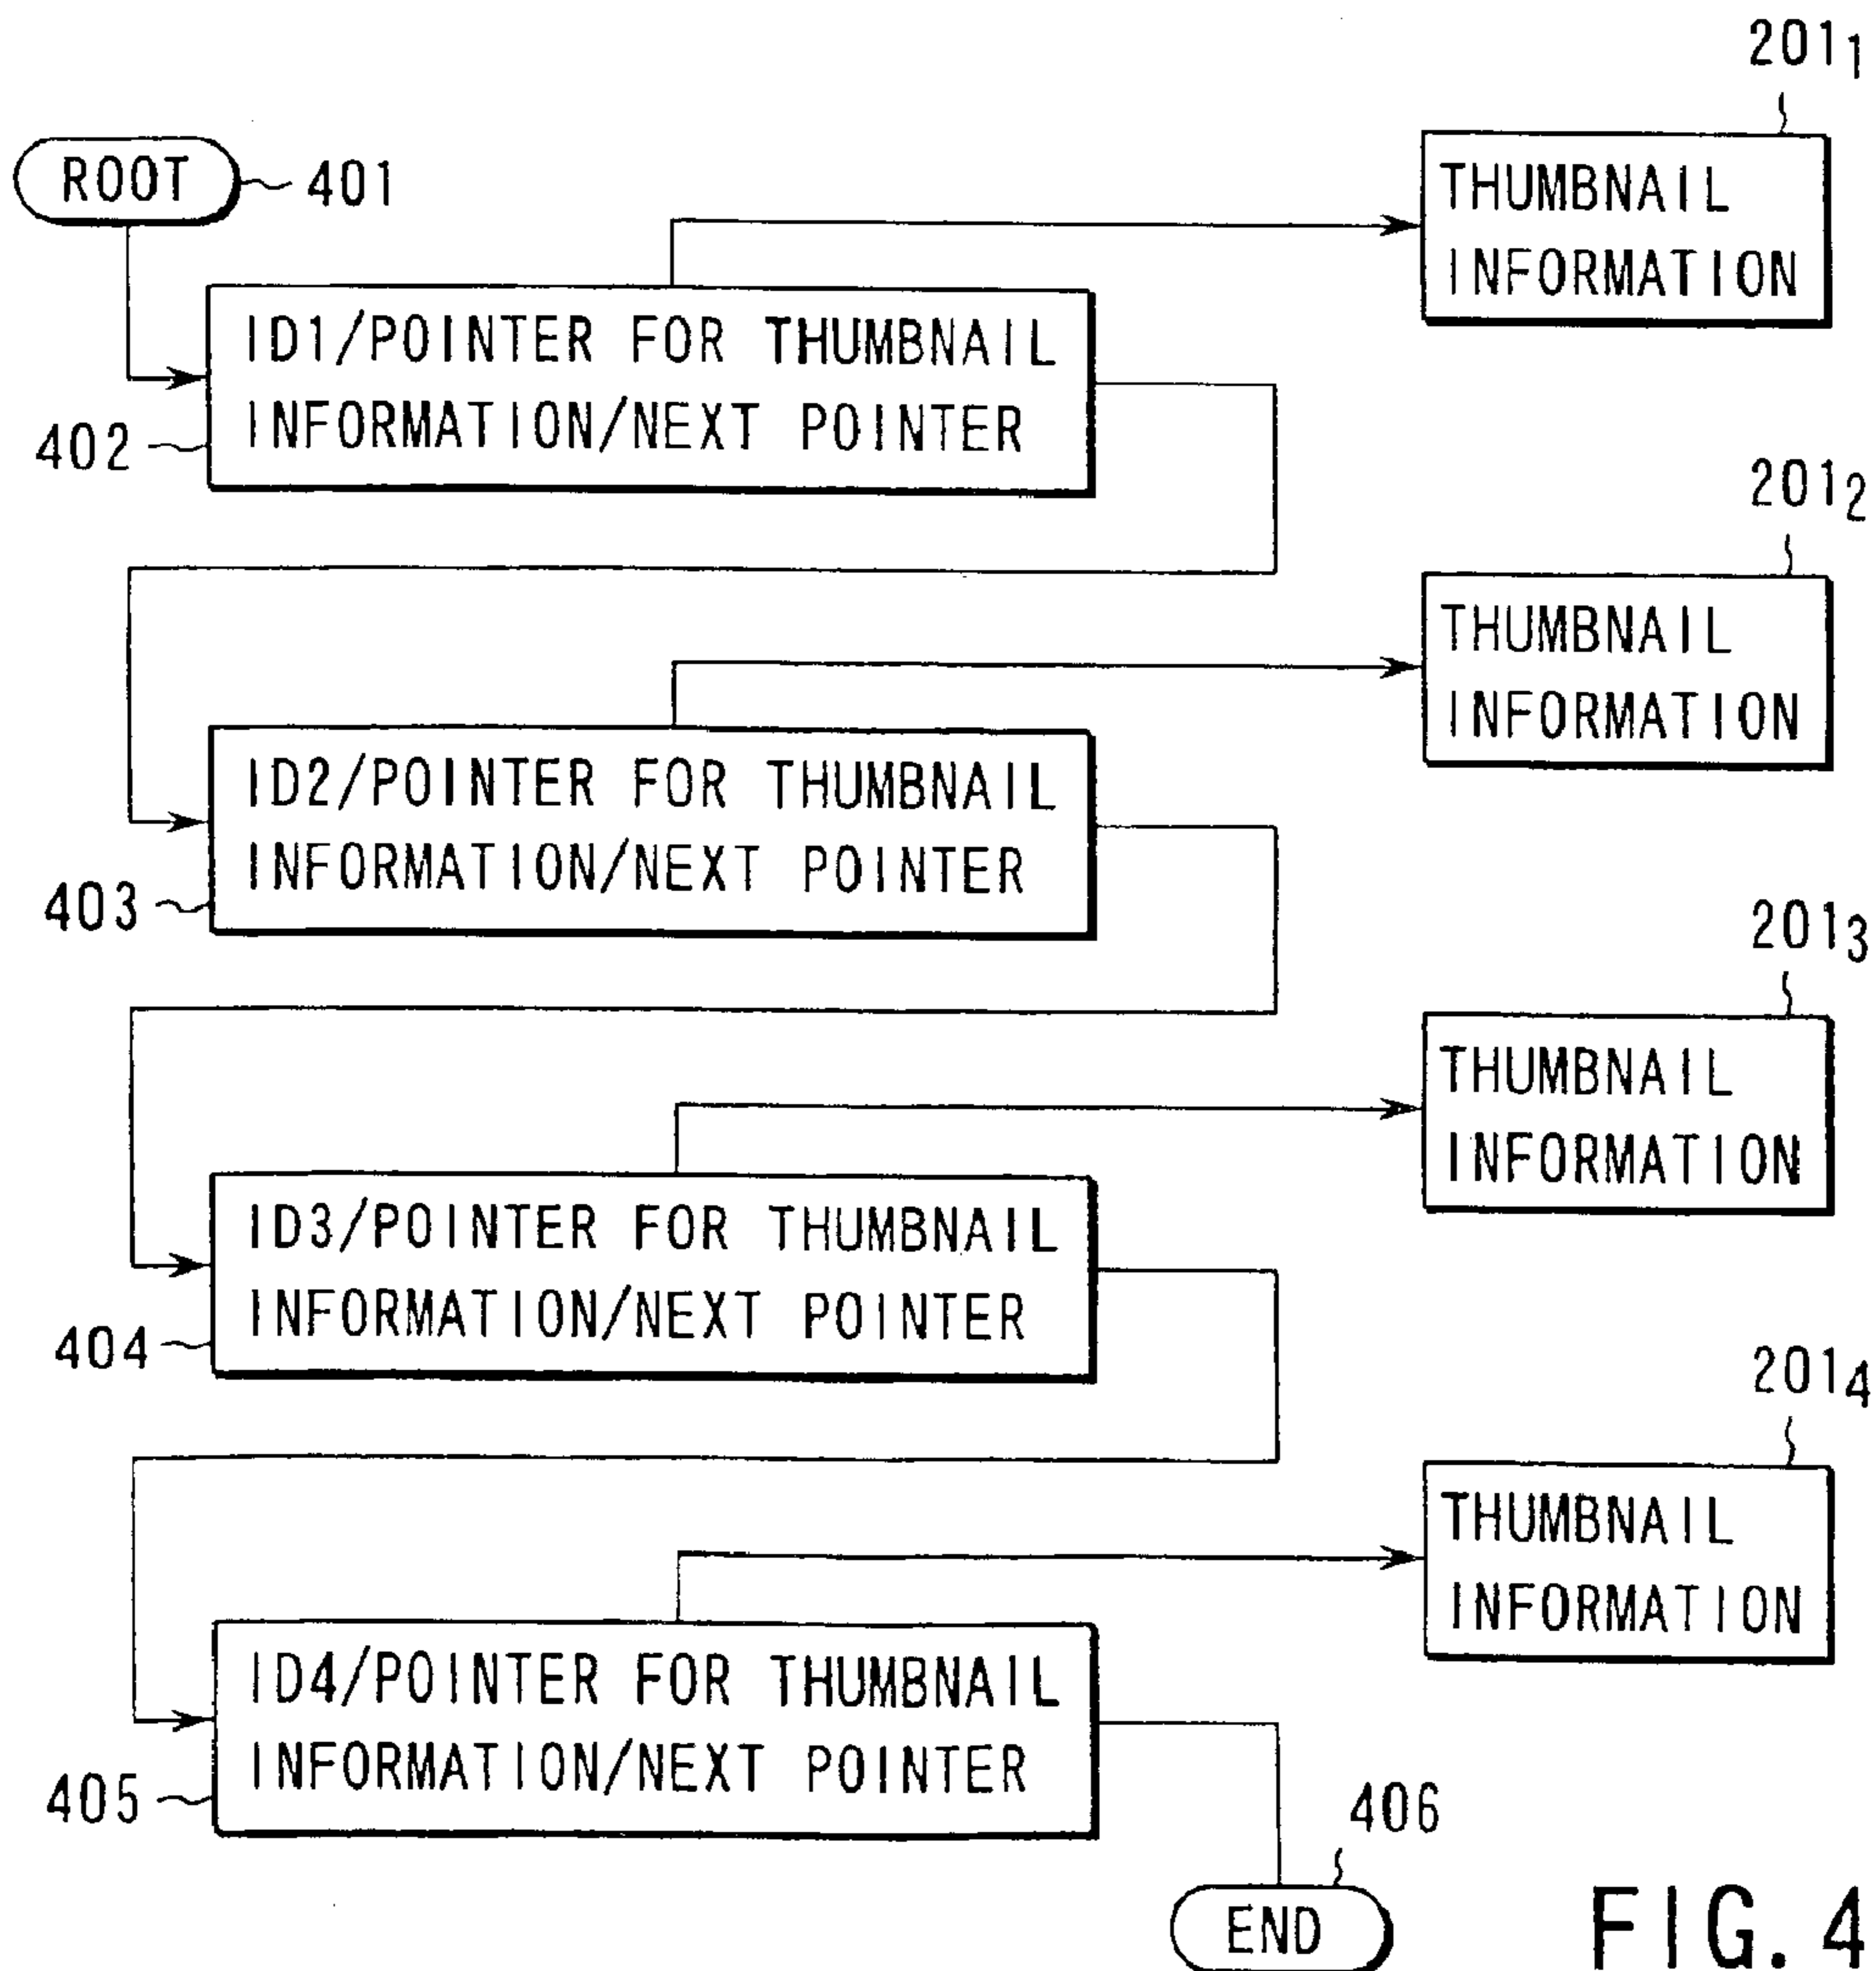 201₁
ROOT
401
THUMBNAIL
INFORMATION
ID1/POINTER FOR THUMBNAIL
INFORMATION/NEXT POINTER
402
201₂
THUMBNAIL
INFORMATION
ID2/POINTER FOR THUMBNAIL
INFORMATION/NEXT POINTER
403
201₃
THUMBNAIL
INFORMATION
ID3/POINTER FOR THUMBNAIL
INFORMATION/NEXT POINTER
404
201₄
THUMBNAIL
INFORMATION
ID4/POINTER FOR THUMBNAIL
INFORMATION/NEXT POINTER
405
406
END
FIG. 4